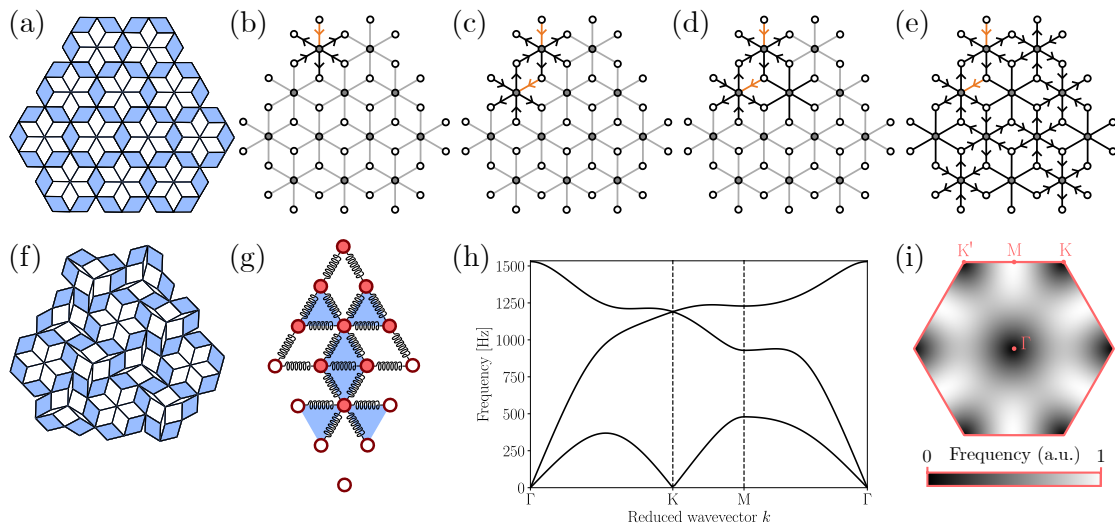 (a)
(b)
(c)
(d)
(e)
(f)
(g)
(h)
1500
1250
1000
750
500
250
0
Frequency [Hz]
Γ
K
M
Γ
Reduced wavevector k
(i)
K'
M
K
Γ
0
Frequency (a.u.)
1